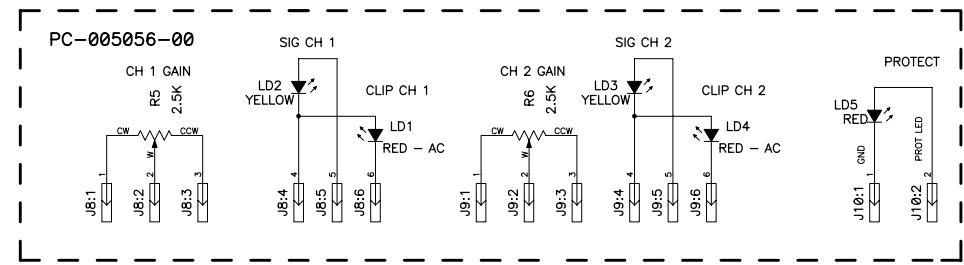 PC-005056-00
SIG CH 1
SIG CH 2
PROTECT
CH 1 GAIN
CH 2 GAIN
R5
2.5K
LD2
YELLOW
CLIP CH 1
R6
2.5K
LD3
YELLOW
CLIP CH 2
LD5
RED
CW
CCW
W
LD1
RED - AC
CW
CCW
W
LD4
RED - AC
GND
PROT LED
1
2
3
4
5
6
1
2
3
4
5
6
1
2
J8:1
J8:2
J8:3
J8:4
J8:5
J8:6
J9:1
J9:2
J9:3
J9:4
J9:5
J9:6
J10:1
J10:2